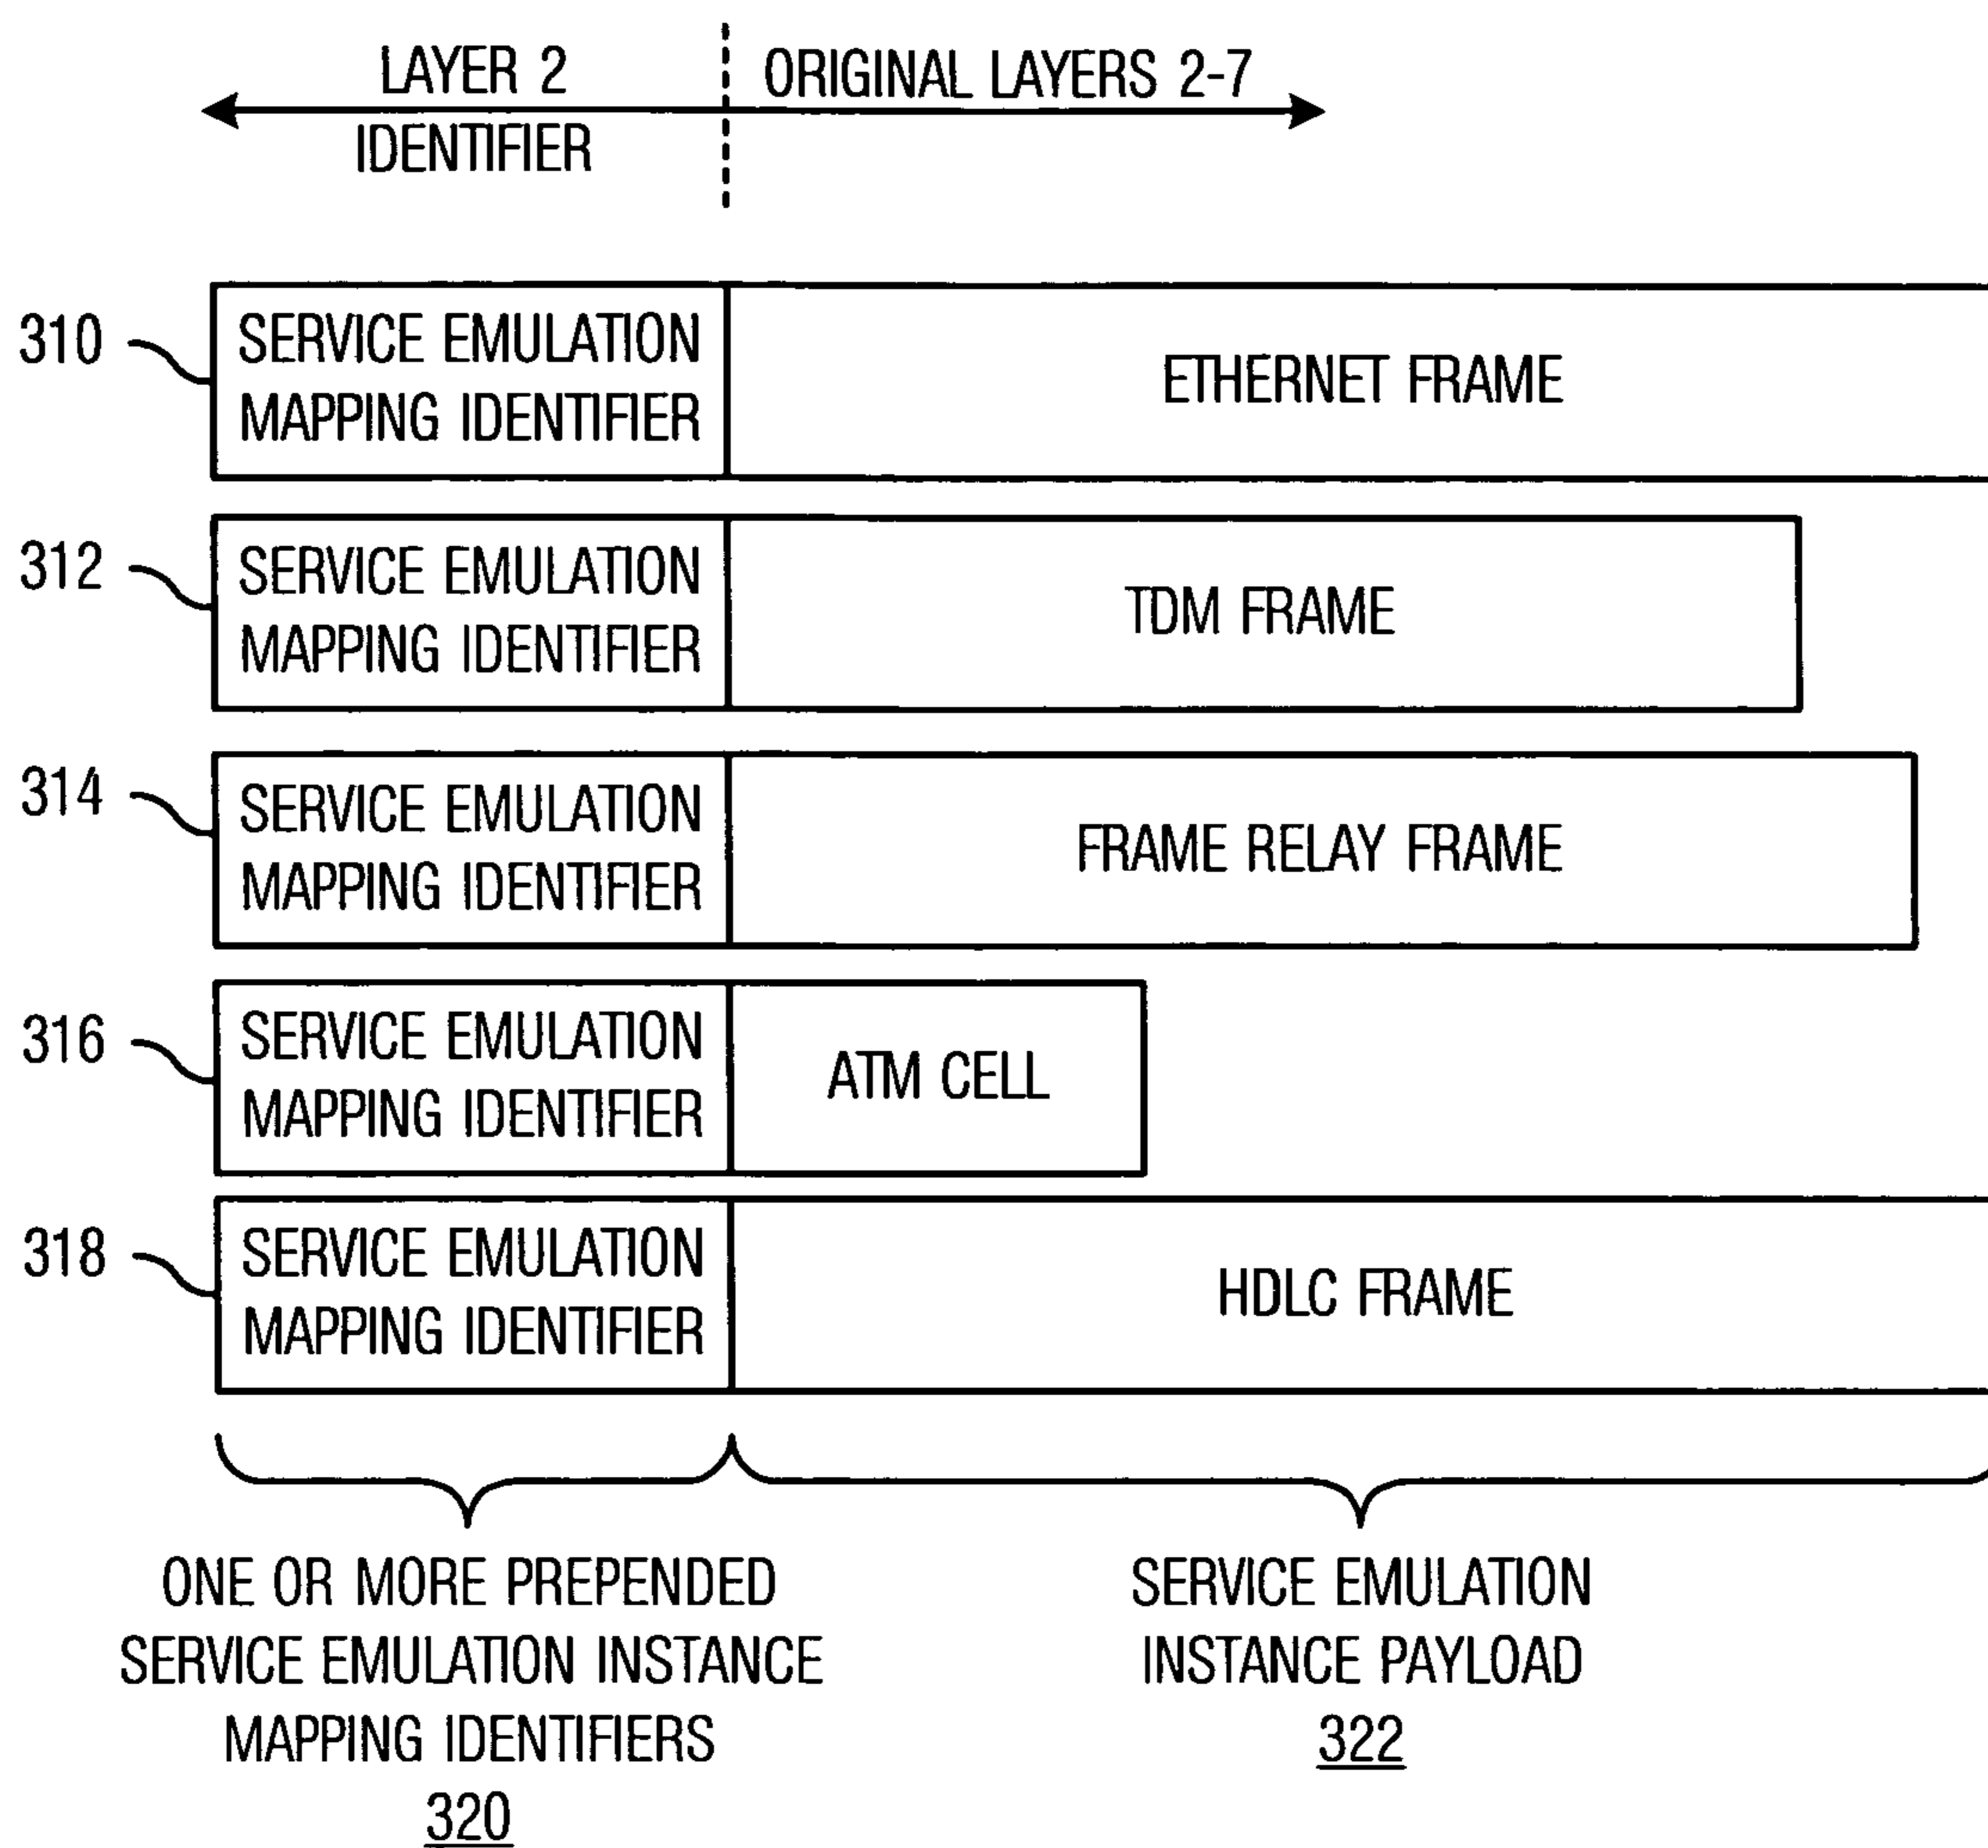 LAYER 2
IDENTIFIER
ORIGINAL LAYERS 2-7
310
SERVICE EMULATION
MAPPING IDENTIFIER
ETHERNET FRAME
312
SERVICE EMULATION
MAPPING IDENTIFIER
TDM FRAME
314
SERVICE EMULATION
MAPPING IDENTIFIER
FRAME RELAY FRAME
316
SERVICE EMULATION
MAPPING IDENTIFIER
ATM CELL
318
SERVICE EMULATION
MAPPING IDENTIFIER
HDLC FRAME
ONE OR MORE PREPENDED
SERVICE EMULATION INSTANCE
MAPPING IDENTIFIERS
320
SERVICE EMULATION
INSTANCE PAYLOAD
322